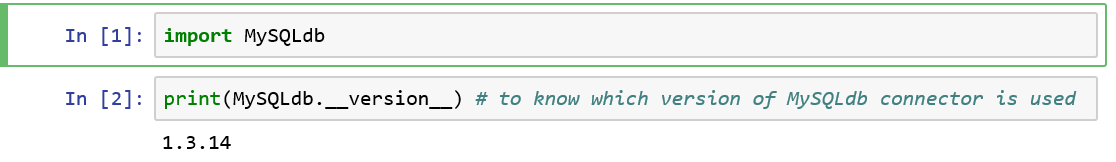 In [1]: import MySQLdb
In [2]: print(MySQLdb.__version__) # to know which version of MySQLdb connector is used
1.3.14